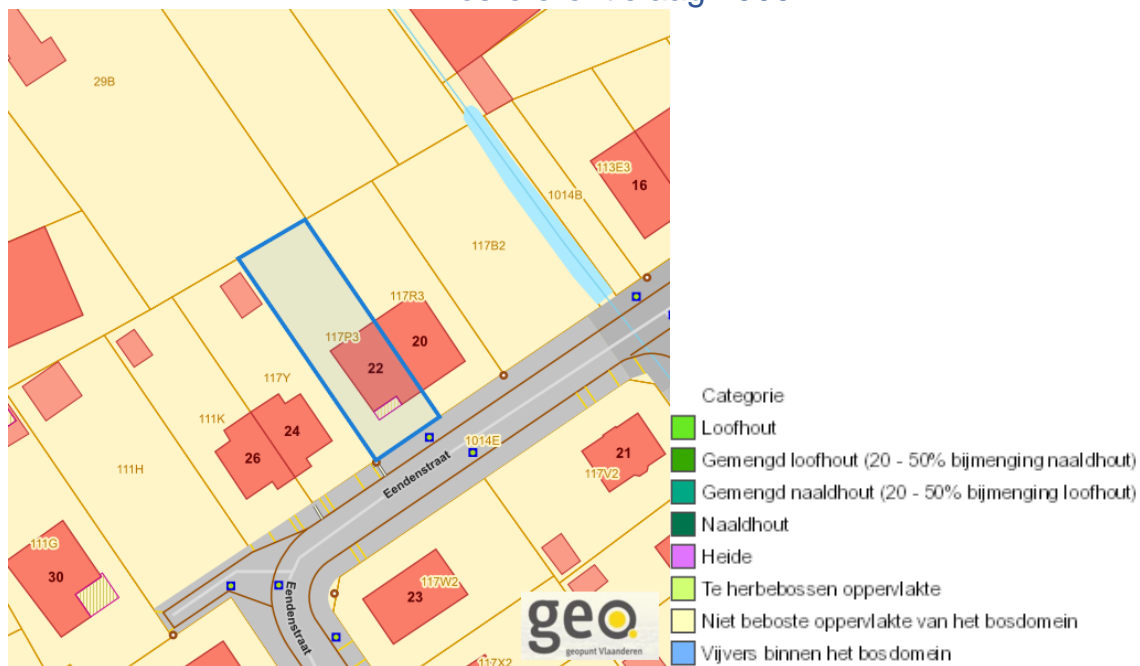 29B
113E3
16
1014B
117B2
117R3
117P3
20
22
117Y
24
111K
26
111H
1014E
Eendenstraat
21
117V2
111G
30
Eendenstraat
117W2
23
117X2
geo.
geopunt Vlaanderen
Categorie
Loofhout
Gemengd loofhout (20 - 50% bijmenging naaldhout)
Gemengd naaldhout (20 - 50% bijmenging loofhout)
Naaldhout
Heide
Te herbebossen oppervlakte
Niet beboste oppervlakte van het bosdomein
Vijvers binnen het bosdomein